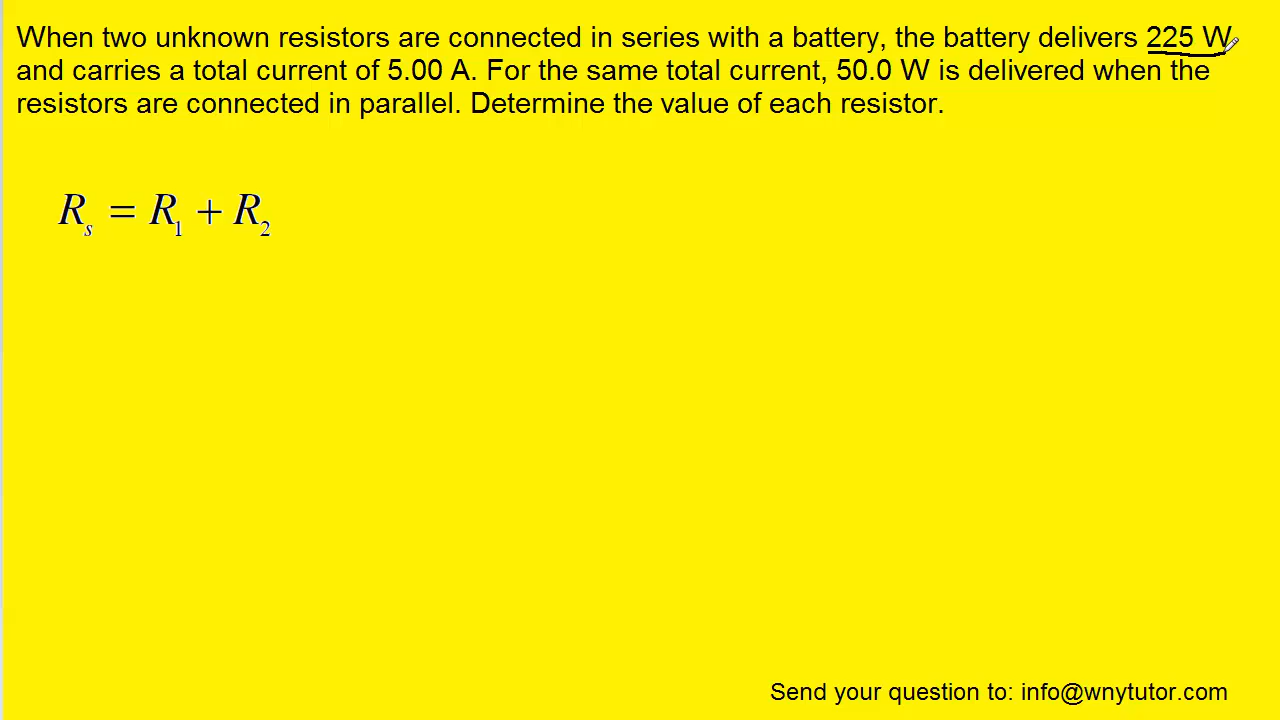 When two unknown resistors are connected in series with a battery, the battery delivers 225 W
and carries a total current of 5.00 A. For the same total current, 50.0 W is delivered when the
resistors are connected in parallel. Determine the value of each resistor.
Rₛ = R₁ + R₂
Send your question to: info@wnytutor.com